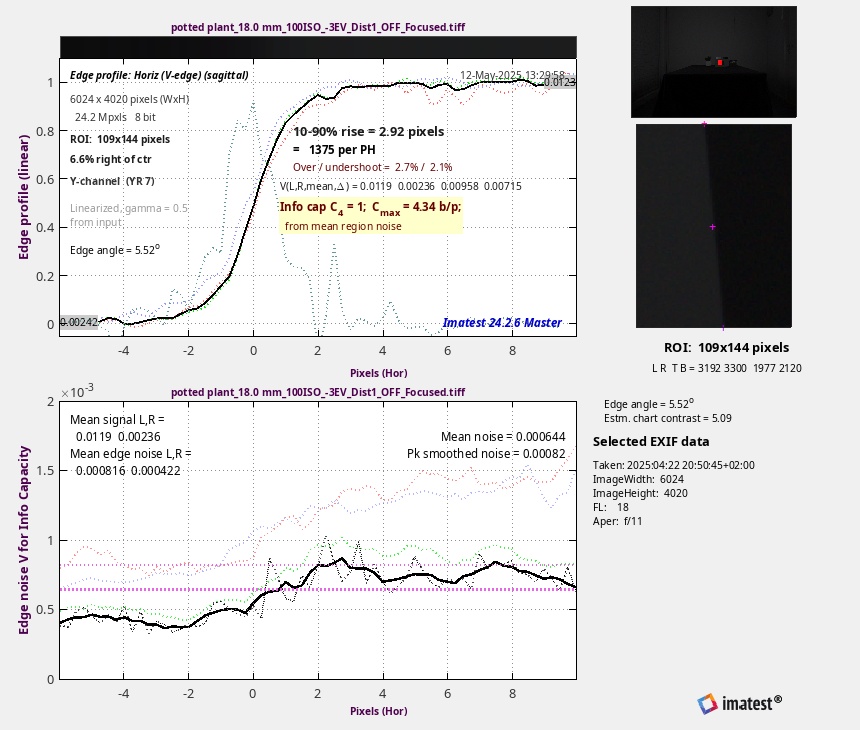 potted plant_18.0 mm_100ISO_-3EV_Dist1_OFF_Focused.tiff
Edge profile: Horiz (V-edge) (sagittal)
12-May-2025 13:29:58
0.0123
6024 x 4020 pixels (WxH)
24.2 Mpxls 8 bit
ROI: 109x144 pixels
6.6% right of ctr
Y-channel (YR 7)
Linearized, gamma = 0.5
from input
Edge angle = 5.52o
10-90% rise = 2.92 pixels
= 1375 per PH
Over / undershoot = 2.7% / 2.1%
V(L,R,mean,Δ) = 0.0119 0.00236 0.00958 0.00715
Info cap C4 = 1; Cmax = 4.34 b/p;
from mean region noise
0.00242
Imatest 24.2.6 Master
Edge profile (linear)
1
0.8
0.6
0.4
0.2
0
-4 -2 0 2 4 6 8
Pixels (Hor)
potted plant_18.0 mm_100ISO_-3EV_Dist1_OFF_Focused.tiff
×10-3
Mean signal L,R =
0.0119 0.00236
Mean edge noise L,R =
0.000816 0.000422
Mean noise = 0.000644
Pk smoothed noise = 0.00082
Edge noise V for Info Capacity
2
1.5
1
0.5
0
-4 -2 0 2 4 6 8
Pixels (Hor)
ROI: 109x144 pixels
L R T B = 3192 3300 1977 2120
Edge angle = 5.52o
Estm. chart contrast = 5.09
Selected EXIF data
Taken: 2025:04:22 20:50:45+02:00
ImageWidth: 6024
ImageHeight: 4020
FL: 18
Aper: f/11
imatest®